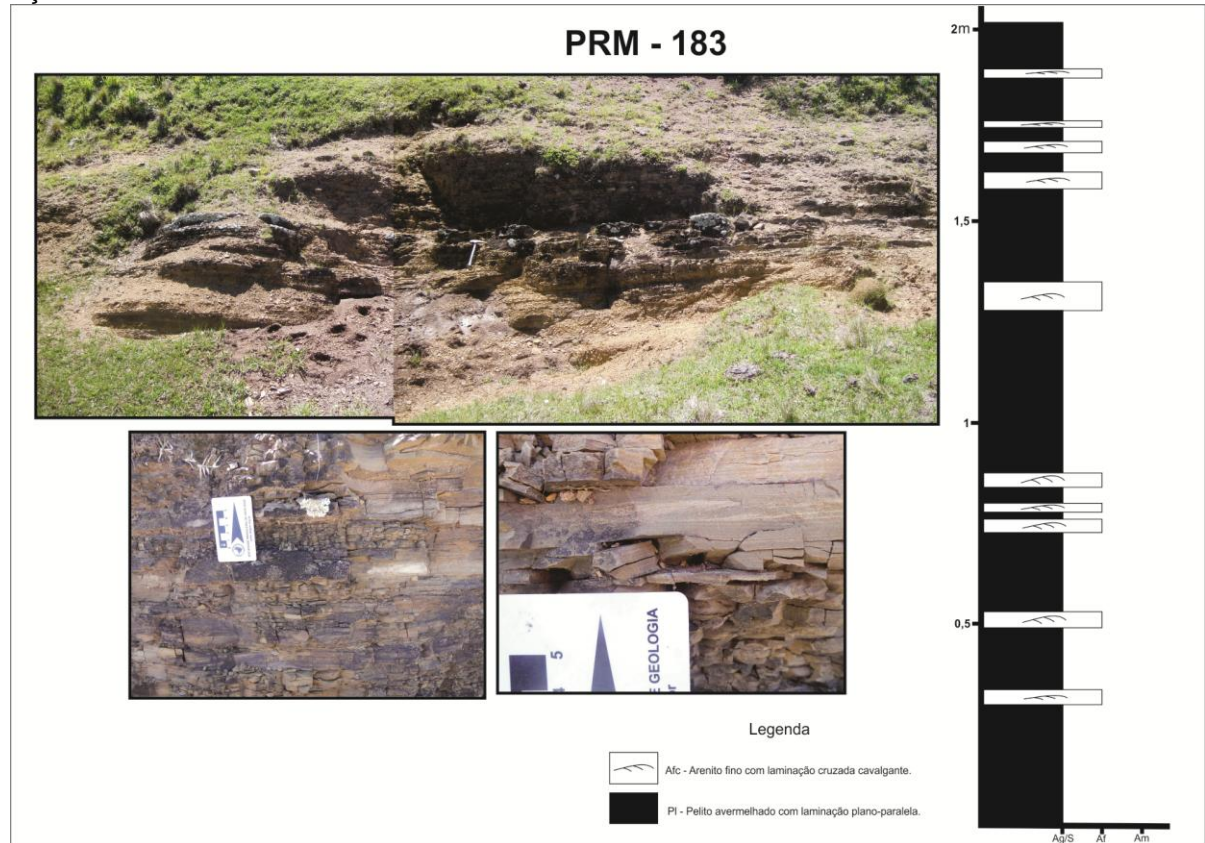 PRM - 183
2m
1,5
1
0,5
5
E GEOLOGIA
Legenda
Afc - Arenito fino com laminação cruzada cavalgante.
Pl - Pelito avermelhado com laminação plano-paralela.
Ag/S Af Am